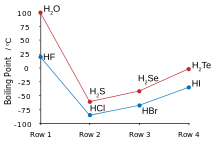 Boiling Point / °C
100
75
50
25
0
-25
-50
-75
-100
H₂O
HF
H₂S
HCl
H₂Se
HBr
H₂Te
HI
Row 1 Row 2 Row 3 Row 4